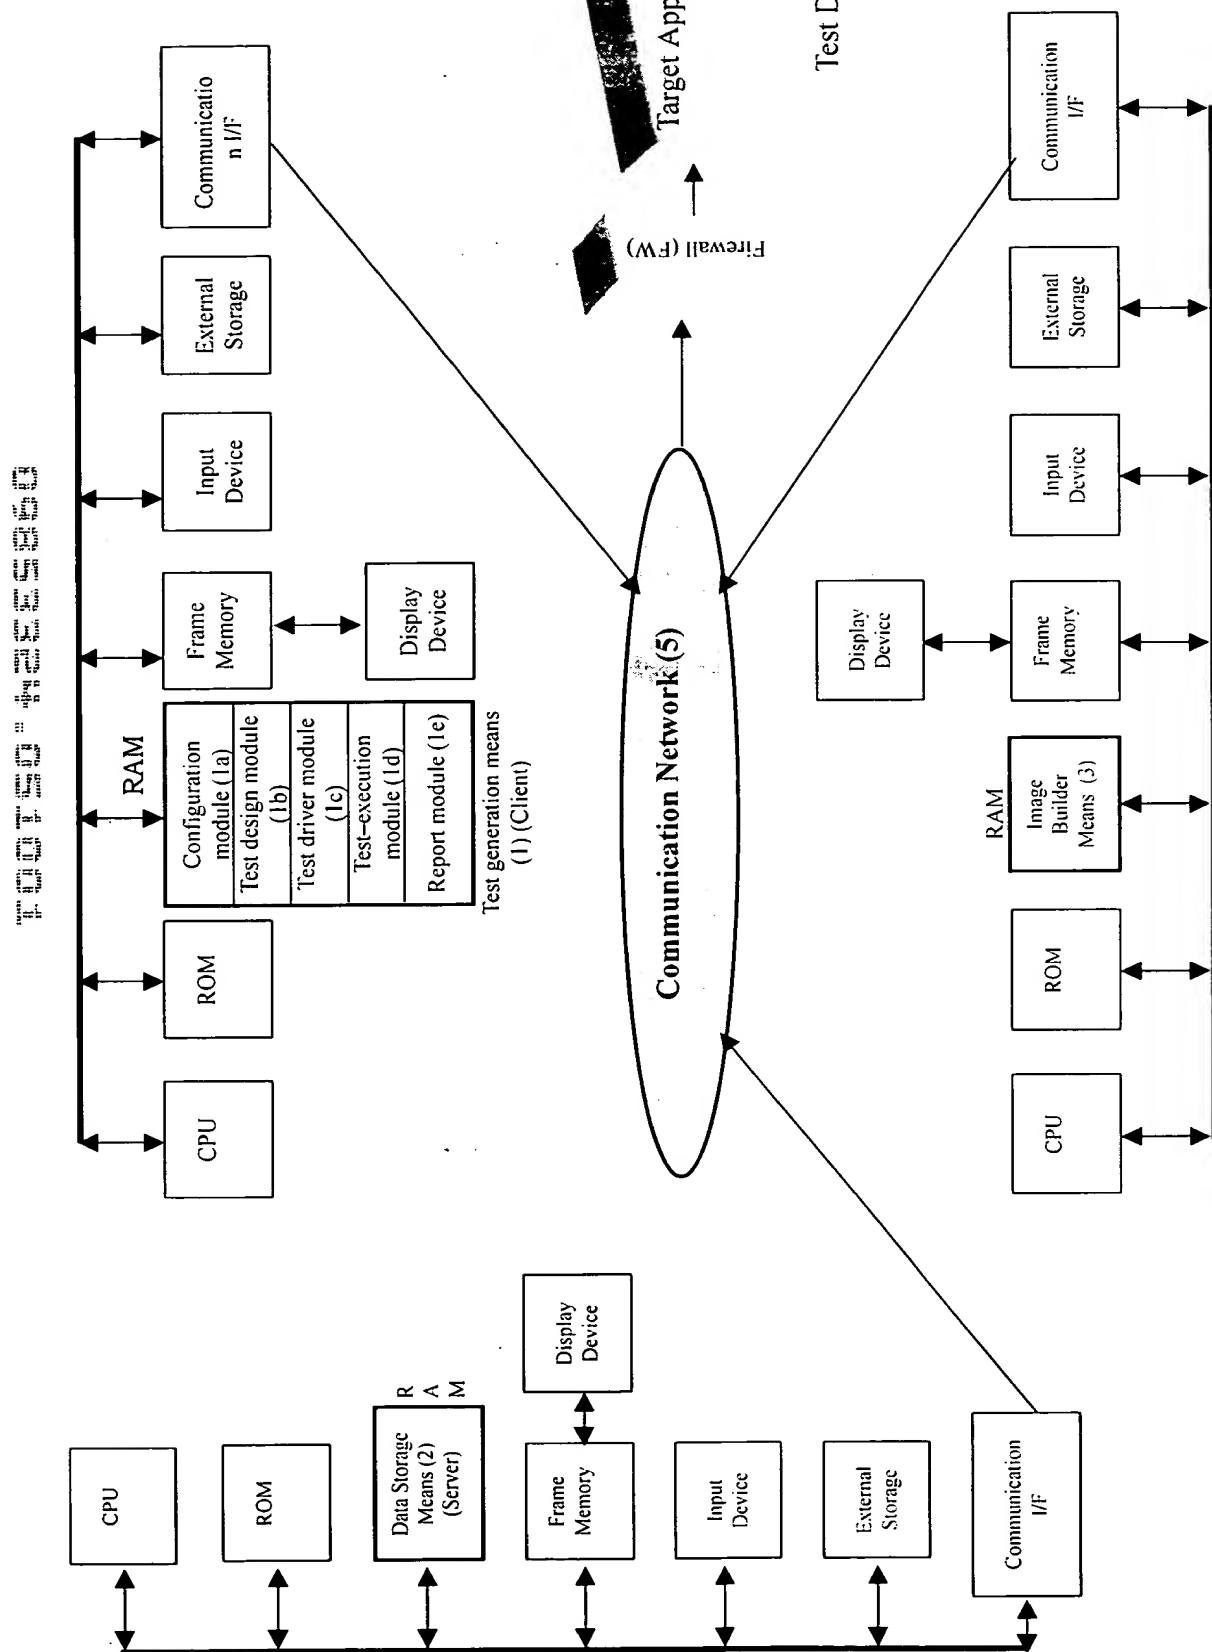 CPU
ROM
RAM
Configuration
module (1a)
Test design module
(1b)
Test driver module
(1c)
Test-execution
module (1d)
Report module (1e)
Test generation means
(1) (Client)
Frame
Memory
Display
Device
Input
Device
External
Storage
Communicatio
n I/F
CPU
ROM
Data Storage
Means (2)
(Server)
R
A
M
Frame
Memory
Display
Device
Input
Device
External
Storage
Communication
I/F
Communication Network (5)
Firewall (FW)
Target App
Test D
CPU
ROM
RAM
Image
Builder
Means (3)
Frame
Memory
Display
Device
Input
Device
External
Storage
Communication
I/F